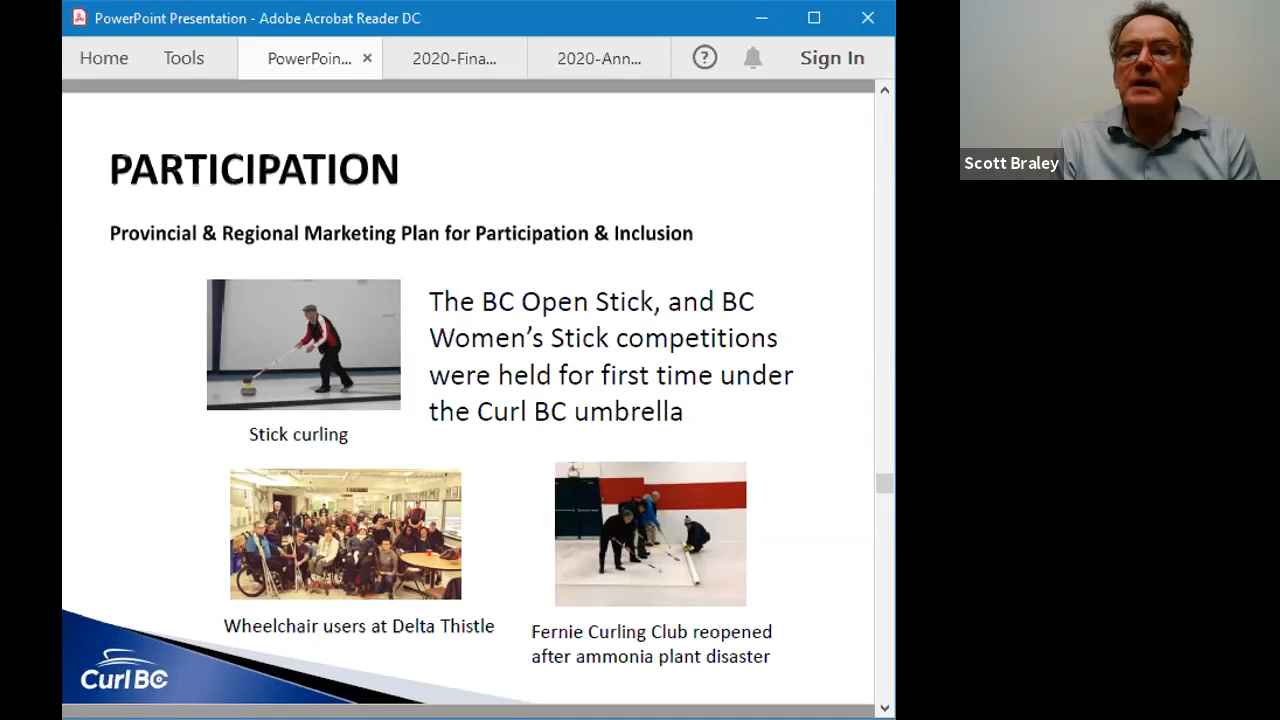 PowerPoint Presentation - Adobe Acrobat Reader DC
Home Tools PowerPoin... 2020-Fina... 2020-Ann... Sign In
Scott Braley
PARTICIPATION
Provincial & Regional Marketing Plan for Participation & Inclusion
The BC Open Stick, and BC
Women’s Stick competitions
were held for first time under
the Curl BC umbrella
Stick curling
Wheelchair users at Delta Thistle
Fernie Curling Club reopened
after ammonia plant disaster
Curl BC